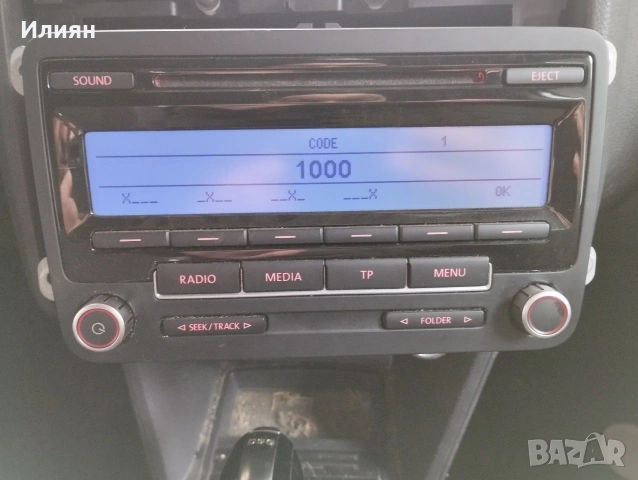 Илиян
SOUND
EJECT
CODE 1
1000
X___ _X__ __X_ ___X OK
RADIO MEDIA TP MENU
◁ SEEK / TRACK ▷ ◁ FOLDER ▷
BAZAR